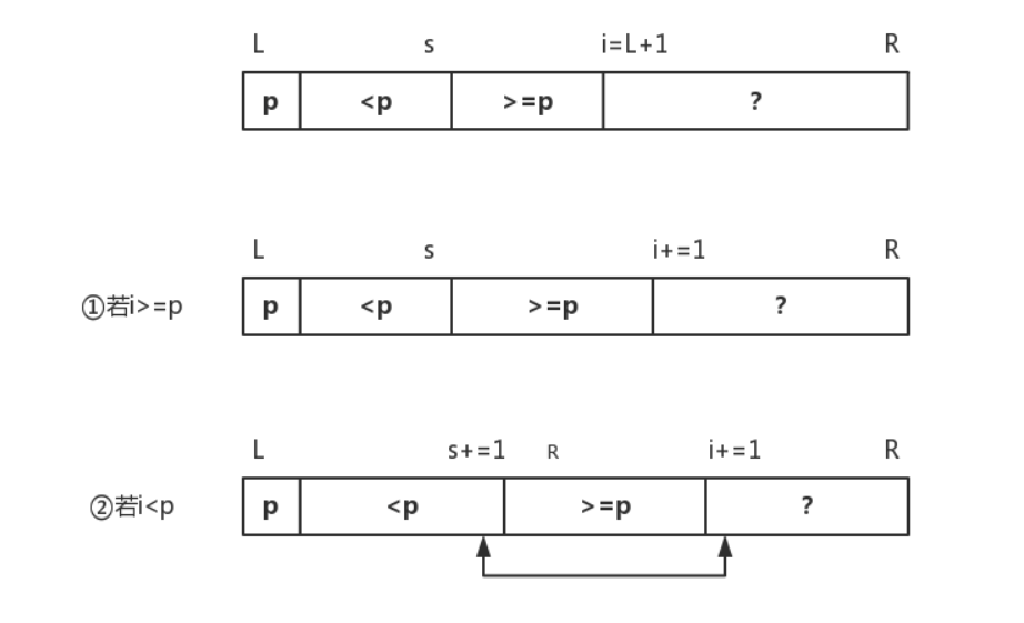 L s i=L+1 R
p <p >=p ?
L s i+=1 R
①若i>=p p <p >=p ?
L s+=1 R i+=1 R
②若i<p p <p >=p ?